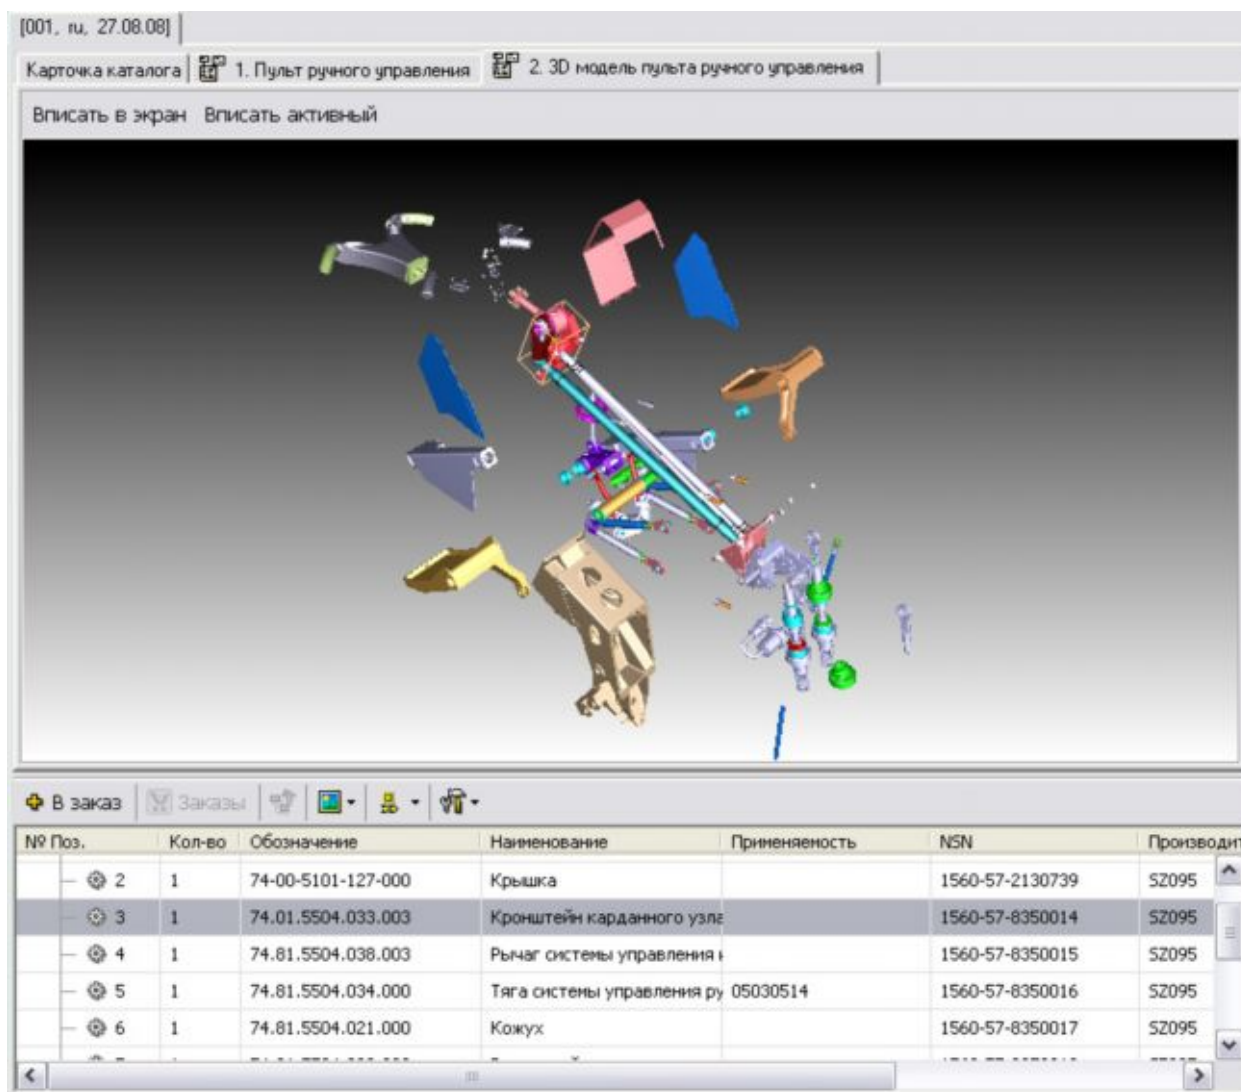 [001, ru, 27.08.08]
Карточка каталога 1. Пульт ручного управления 2. 3D модель пульта ручного управления
Вписать в экран Вписать активный
В заказ Заказы
№ Поз. Кол-во Обозначение Наименование Применяемость NSN Производит
2 1 74-00-5101-127-000 Крышка 1560-57-2130739 SZ095
3 1 74.01.5504.033.003 Кронштейн карданного узла 1560-57-8350014 SZ095
4 1 74.81.5504.038.003 Рычаг системы управления 1560-57-8350015 SZ095
5 1 74.81.5504.034.000 Тяга системы управления ру 05030514 1560-57-8350016 SZ095
6 1 74.81.5504.021.000 Кожух 1560-57-8350017 SZ095